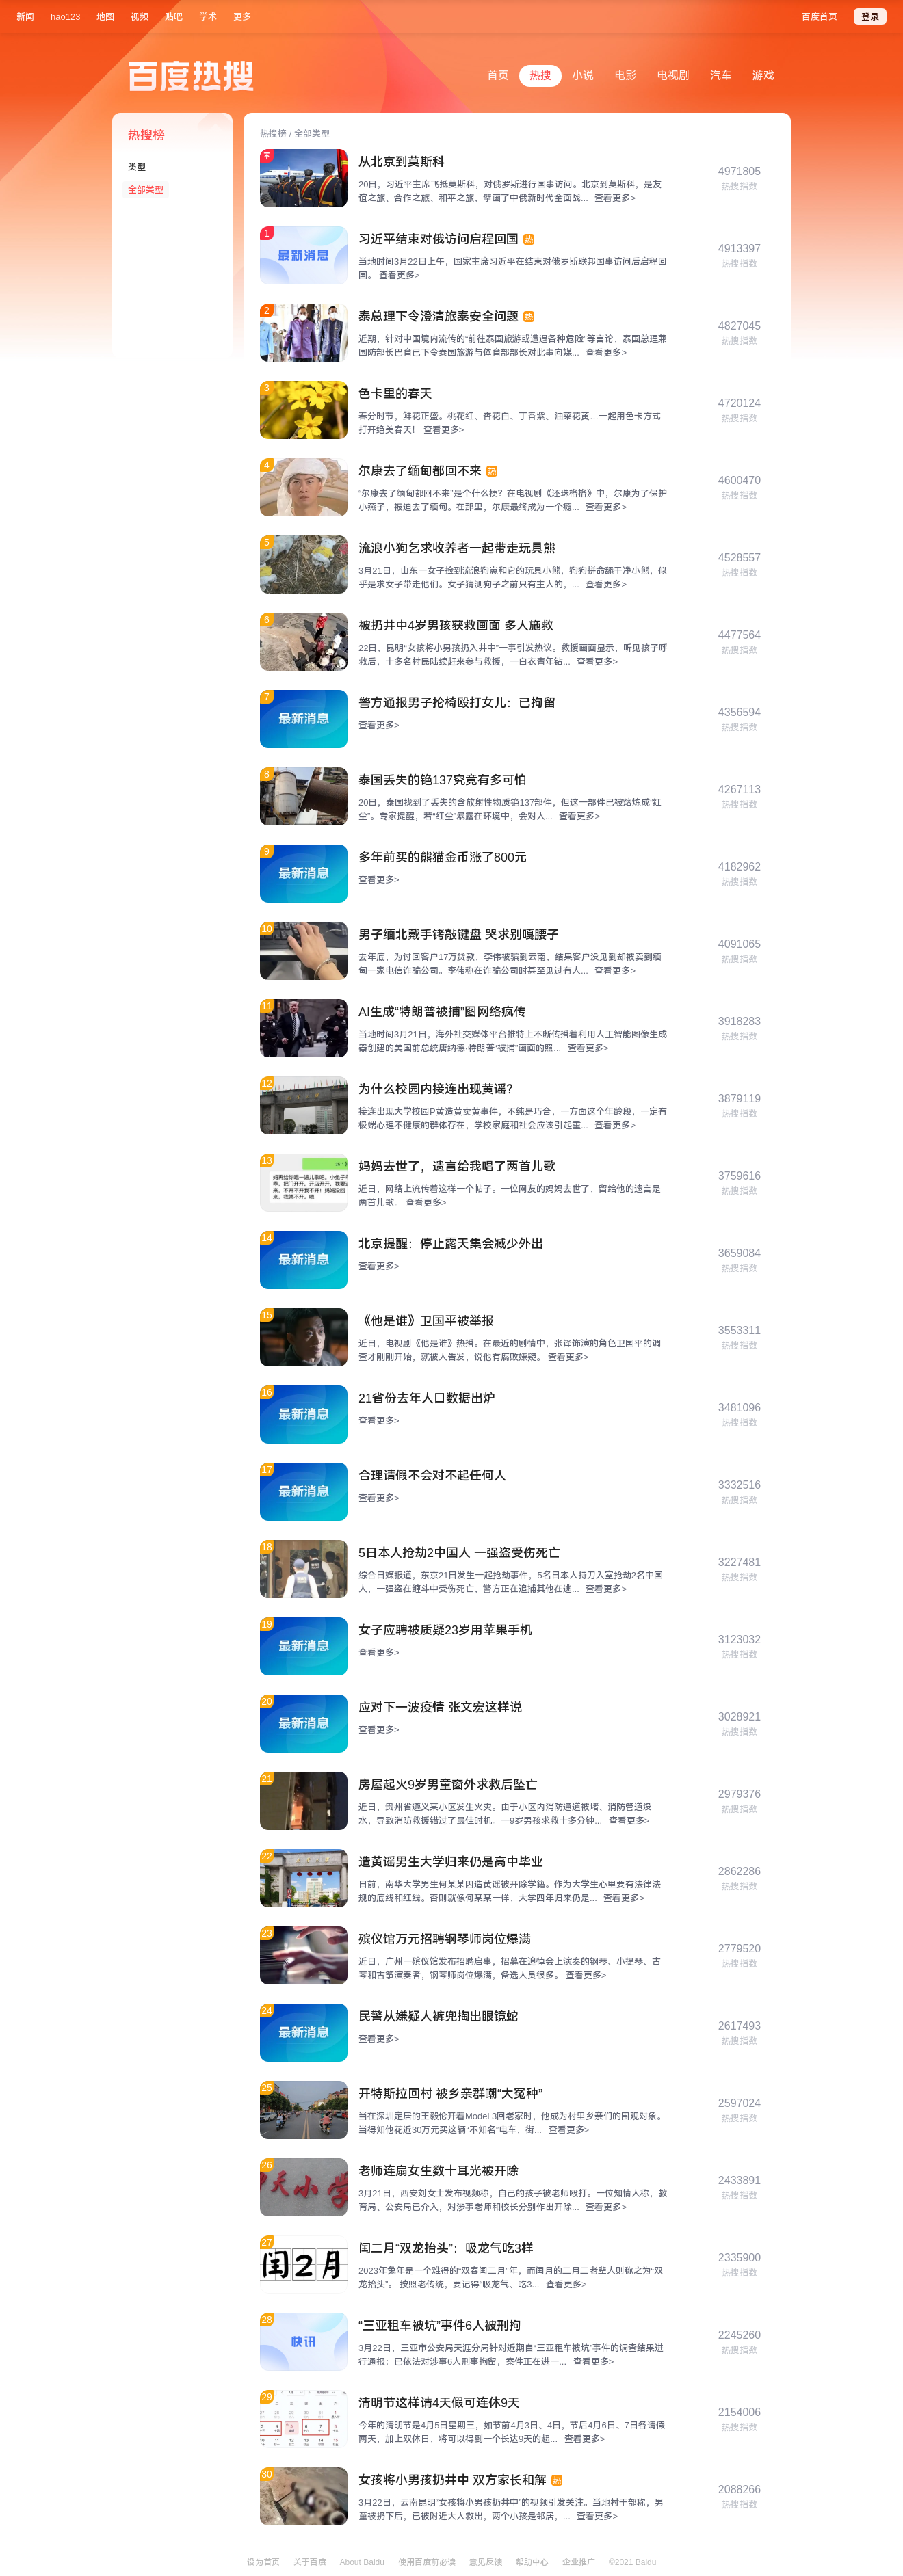 新闻 hao123 地图 视频 贴吧 学术 更多 百度首页 登录
百度热搜
首页 热搜 小说 电影 电视剧 汽车 游戏
热搜榜
类型
全部类型
热搜榜 / 全部类型
从北京到莫斯科
20日，习近平主席飞抵莫斯科，对俄罗斯进行国事访问。北京到莫斯科，是友
谊之旅、合作之旅、和平之旅，擘画了中俄新时代全面战... 查看更多>
4971805
热搜指数
1
最新消息
习近平结束对俄访问启程回国 热
当地时间3月22日上午，国家主席习近平在结束对俄罗斯联邦国事访问后启程回
国。 查看更多>
4913397
热搜指数
2
泰总理下令澄清旅泰安全问题 热
近期，针对中国境内流传的“前往泰国旅游或遭遇各种危险”等言论，泰国总理兼
国防部长巴育已下令泰国旅游与体育部部长对此事向媒... 查看更多>
4827045
热搜指数
3
色卡里的春天
春分时节，鲜花正盛。桃花红、杏花白、丁香紫、油菜花黄…一起用色卡方式
打开绝美春天！ 查看更多>
4720124
热搜指数
4
尔康去了缅甸都回不来 热
“尔康去了缅甸都回不来”是个什么梗？在电视剧《还珠格格》中，尔康为了保护
小燕子，被迫去了缅甸。在那里，尔康最终成为一个瘾... 查看更多>
4600470
热搜指数
5
流浪小狗乞求收养者一起带走玩具熊
3月21日，山东一女子捡到流浪狗崽和它的玩具小熊，狗狗拼命舔干净小熊，似
乎是求女子带走他们。女子猜测狗子之前只有主人的，... 查看更多>
4528557
热搜指数
6
被扔井中4岁男孩获救画面 多人施救
22日，昆明“女孩将小男孩扔入井中”一事引发热议。救援画面显示，听见孩子呼
救后，十多名村民陆续赶来参与救援，一白衣青年钻... 查看更多>
4477564
热搜指数
7
最新消息
警方通报男子抡椅殴打女儿：已拘留
查看更多>
4356594
热搜指数
8
泰国丢失的铯137究竟有多可怕
20日，泰国找到了丢失的含放射性物质铯137部件，但这一部件已被熔炼成“红
尘”。专家提醒，若“红尘”暴露在环境中，会对人... 查看更多>
4267113
热搜指数
9
最新消息
多年前买的熊猫金币涨了800元
查看更多>
4182962
热搜指数
10
男子缅北戴手铐敲键盘 哭求别嘎腰子
去年底，为讨回客户17万货款，李伟被骗到云南，结果客户没见到却被卖到缅
甸一家电信诈骗公司。李伟称在诈骗公司时甚至见过有人... 查看更多>
4091065
热搜指数
11
AI生成“特朗普被捕”图网络疯传
当地时间3月21日，海外社交媒体平台推特上不断传播着利用人工智能图像生成
器创建的美国前总统唐纳德·特朗普“被捕”画面的照... 查看更多>
3918283
热搜指数
12
为什么校园内接连出现黄谣？
接连出现大学校园P黄造黄卖黄事件，不纯是巧合，一方面这个年龄段，一定有
极端心理不健康的群体存在，学校家庭和社会应该引起重... 查看更多>
3879119
热搜指数
13
妈妈去世了，遗言给我唱了两首儿歌
近日，网络上流传着这样一个帖子。一位网友的妈妈去世了，留给他的遗言是
两首儿歌。 查看更多>
3759616
热搜指数
14
最新消息
北京提醒：停止露天集会减少外出
查看更多>
3659084
热搜指数
15
《他是谁》卫国平被举报
近日，电视剧《他是谁》热播。在最近的剧情中，张译饰演的角色卫国平的调
查才刚刚开始，就被人告发，说他有腐败嫌疑。 查看更多>
3553311
热搜指数
16
最新消息
21省份去年人口数据出炉
查看更多>
3481096
热搜指数
17
最新消息
合理请假不会对不起任何人
查看更多>
3332516
热搜指数
18
5日本人抢劫2中国人 一强盗受伤死亡
综合日媒报道，东京21日发生一起抢劫事件，5名日本人持刀入室抢劫2名中国
人，一强盗在缠斗中受伤死亡，警方正在追捕其他在逃... 查看更多>
3227481
热搜指数
19
最新消息
女子应聘被质疑23岁用苹果手机
查看更多>
3123032
热搜指数
20
最新消息
应对下一波疫情 张文宏这样说
查看更多>
3028921
热搜指数
21
房屋起火9岁男童窗外求救后坠亡
近日，贵州省遵义某小区发生火灾。由于小区内消防通道被堵、消防管道没
水，导致消防救援错过了最佳时机。一9岁男孩求救十多分钟... 查看更多>
2979376
热搜指数
22
造黄谣男生大学归来仍是高中毕业
日前，南华大学男生何某某因造黄谣被开除学籍。作为大学生心里要有法律法
规的底线和红线。否则就像何某某一样，大学四年归来仍是... 查看更多>
2862286
热搜指数
23
殡仪馆万元招聘钢琴师岗位爆满
近日，广州一殡仪馆发布招聘启事，招募在追悼会上演奏的钢琴、小提琴、古
琴和古筝演奏者，钢琴师岗位爆满，备选人员很多。 查看更多>
2779520
热搜指数
24
最新消息
民警从嫌疑人裤兜掏出眼镜蛇
查看更多>
2617493
热搜指数
25
开特斯拉回村 被乡亲群嘲“大冤种”
当在深圳定居的王毅伦开着Model 3回老家时，他成为村里乡亲们的围观对象。
当得知他花近30万元买这辆“不知名”电车，街... 查看更多>
2597024
热搜指数
26
老师连扇女生数十耳光被开除
3月21日，西安刘女士发布视频称，自己的孩子被老师殴打。一位知情人称，教
育局、公安局已介入，对涉事老师和校长分别作出开除... 查看更多>
2433891
热搜指数
27
闰2月
闰二月“双龙抬头”：吸龙气吃3样
2023年兔年是一个难得的“双春闰二月”年，而闰月的二月二老辈人则称之为“双
龙抬头”。 按照老传统，要记得“吸龙气、吃3... 查看更多>
2335900
热搜指数
28
快讯
“三亚租车被坑”事件6人被刑拘
3月22日，三亚市公安局天涯分局针对近期自“三亚租车被坑”事件的调查结果进
行通报：已依法对涉事6人刑事拘留，案件正在进一... 查看更多>
2245260
热搜指数
29
清明节这样请4天假可连休9天
今年的清明节是4月5日星期三，如节前4月3日、4日，节后4月6日、7日各请假
两天，加上双休日，将可以得到一个长达9天的超... 查看更多>
2154006
热搜指数
30
女孩将小男孩扔井中 双方家长和解 热
3月22日，云南昆明“女孩将小男孩扔井中”的视频引发关注。当地村干部称，男
童被扔下后，已被附近大人救出，两个小孩是邻居，... 查看更多>
2088266
热搜指数
设为首页 关于百度 About Baidu 使用百度前必读 意见反馈 帮助中心 企业推广 ©2021 Baidu